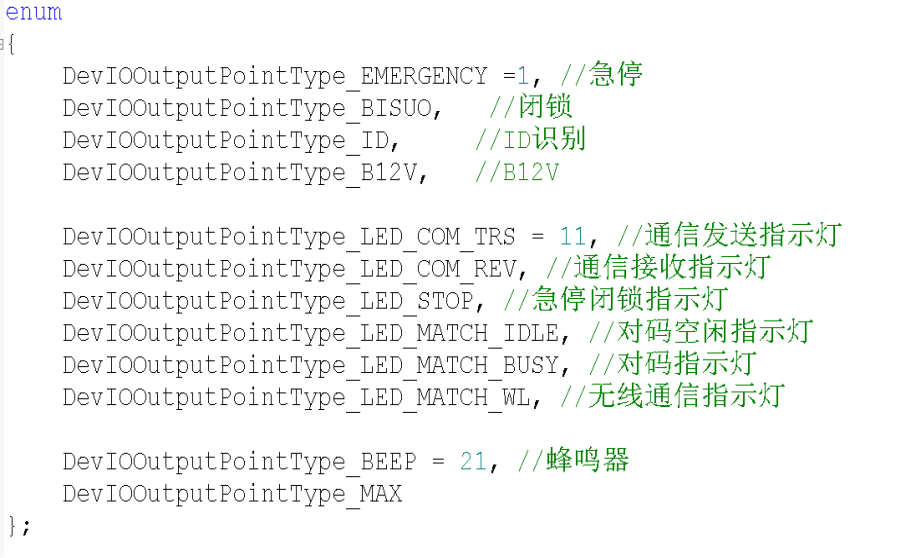 enum
{
DevIOOutputPointType_EMERGENCY =1, //急停
DevIOOutputPointType_BISUO, //闭锁
DevIOOutputPointType_ID, //ID识别
DevIOOutputPointType_B12V, //B12V
DevIOOutputPointType_LED_COM_TRS = 11, //通信发送指示灯
DevIOOutputPointType_LED_COM_REV, //通信接收指示灯
DevIOOutputPointType_LED_STOP, //急停闭锁指示灯
DevIOOutputPointType_LED_MATCH_IDLE, //对码空闲指示灯
DevIOOutputPointType_LED_MATCH_BUSY, //对码指示灯
DevIOOutputPointType_LED_MATCH_WL, //无线通信指示灯
DevIOOutputPointType_BEEP = 21, //蜂鸣器
DevIOOutputPointType_MAX
};